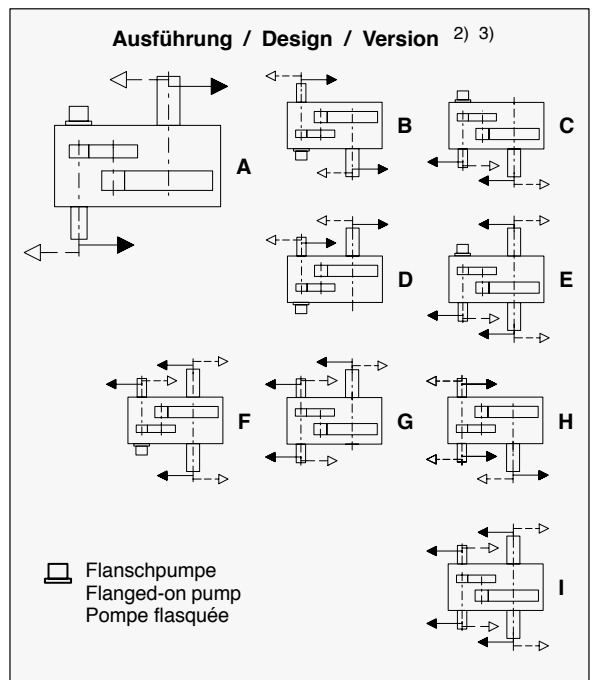 Ausführung / Design / Version 2) 3)
A
B
C
D
E
F
G
H
I
Flanschpumpe
Flanged-on pump
Pompe flasquée